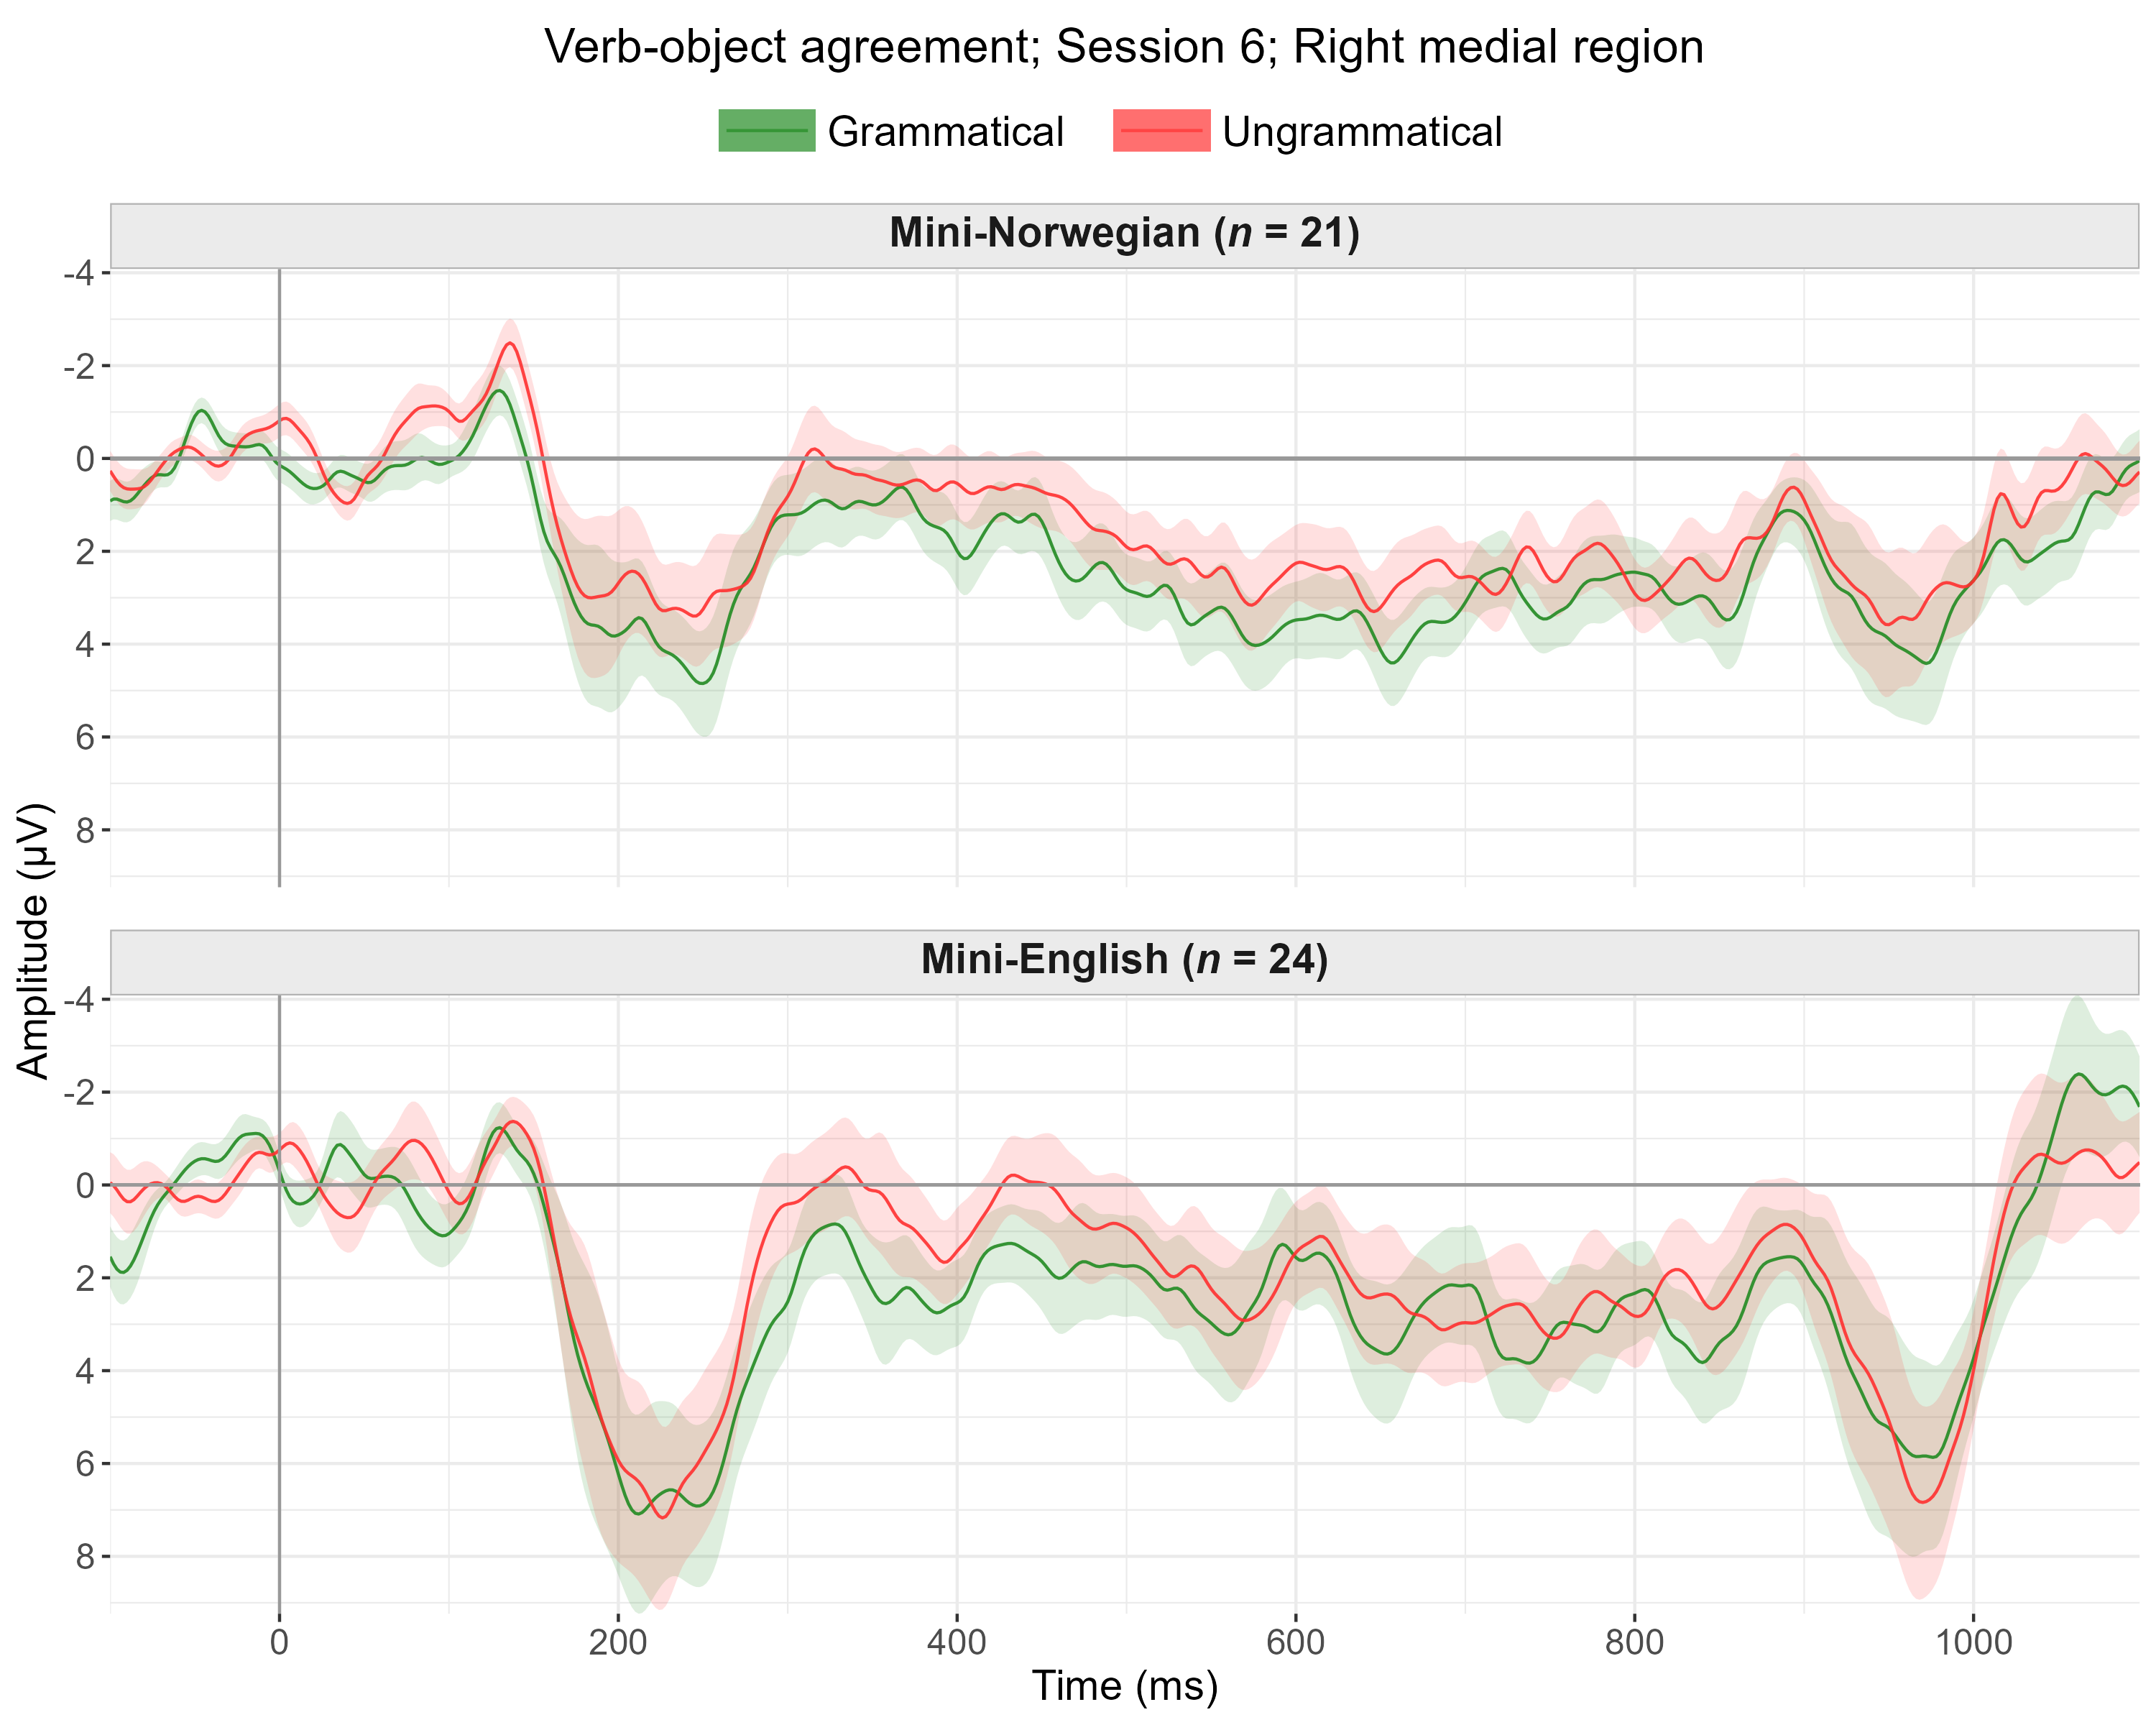 Verb-object agreement; Session 6; Right medial region
Grammatical Ungrammatical
Mini-Norwegian (n = 21)
-4
-2
0
2
4
6
8
Amplitude (µV)
Mini-English (n = 24)
-4
-2
0
2
4
6
8
0 200 400 600 800 1000
Time (ms)